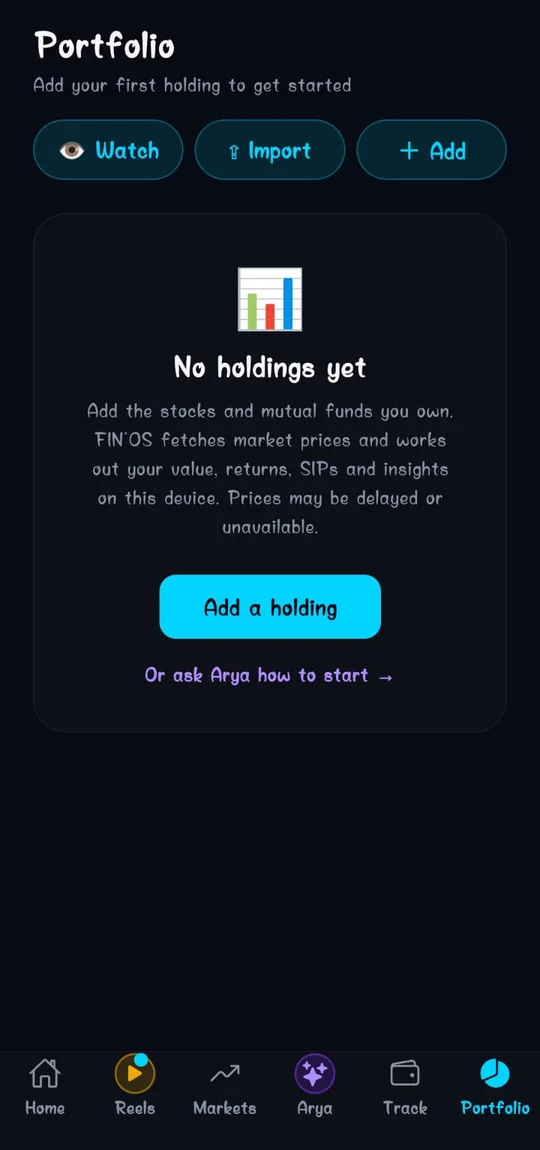 Portfolio
Add your first holding to get started
Watch
⇪ Import
+ Add
No holdings yet
Add the stocks and mutual funds you own.
FIN'OS fetches market prices and works
out your value, returns, SIPs and insights
on this device. Prices may be delayed or
unavailable.
Add a holding
Or ask Arya how to start →
Home
Reels
Markets
Arya
Track
Portfolio